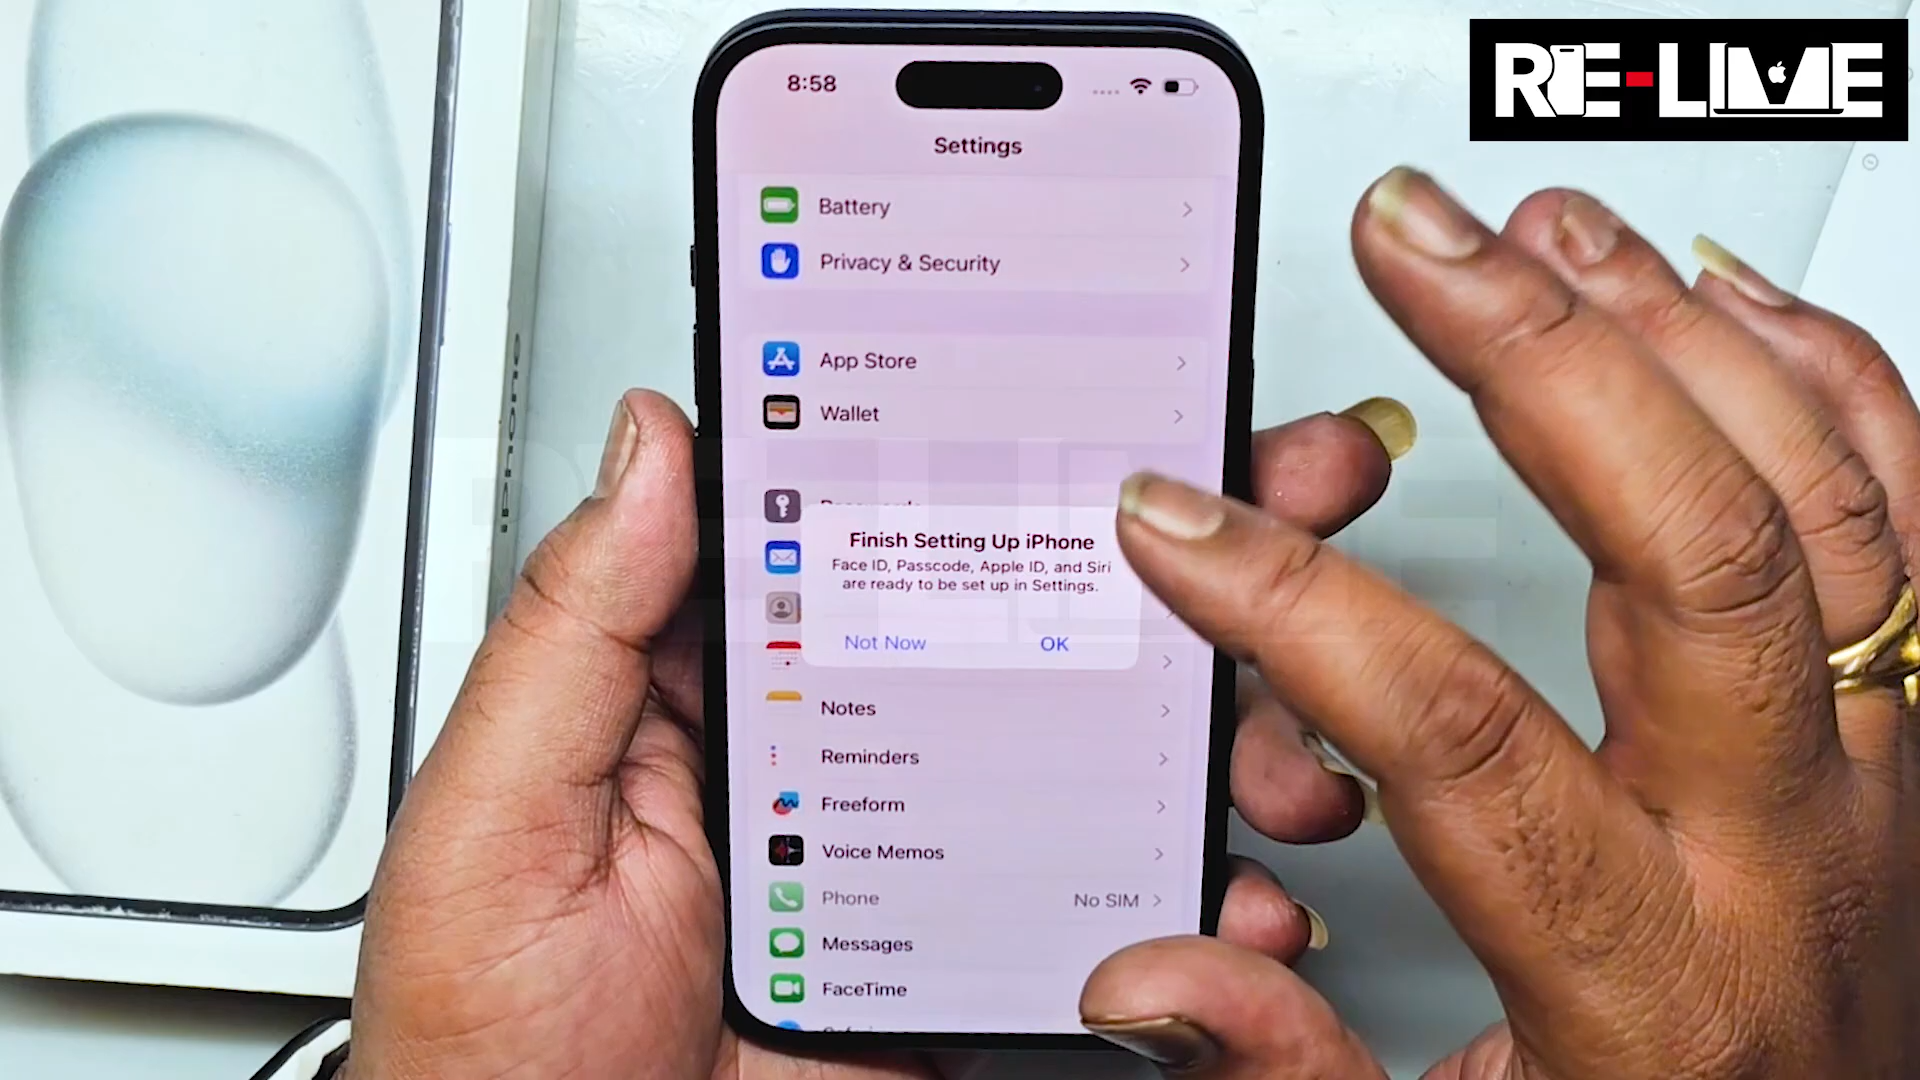 RE-LIVE
8:58
Settings
Battery
Privacy & Security
App Store
Wallet
Passwords
Finish Setting Up iPhone
Face ID, Passcode, Apple ID, and Siri
are ready to be set up in Settings.
Not Now
OK
Notes
Reminders
Freeform
Voice Memos
Phone
No SIM
Messages
FaceTime